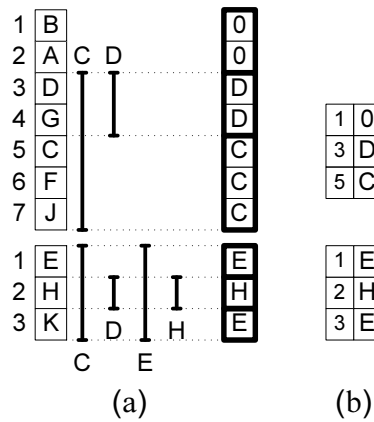 1 B 0
2 A C D 0
3 D D
4 G D 1 0
5 C C 3 D
6 F C 5 C
7 J C
1 E E 1 E
2 H H 2 H
3 K D H E 3 E
C E
(a) (b)